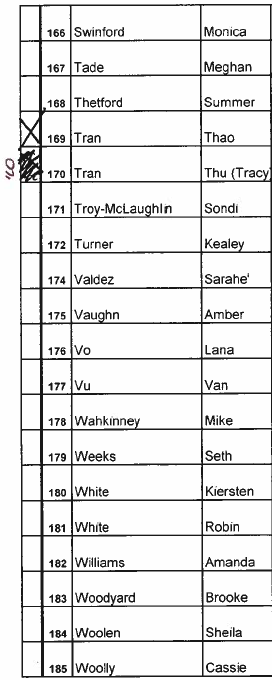 166 Swinford Monica
167 Tade Meghan
168 Thetford Summer
169 Tran Thao
170 Tran Thu (Tracy
171 Troy-McLaughlin Sondi
172 Turner Kealey
174 Valdez Sarahe'
175 Vaughn Amber
176 Vo Lana
177 Vu Van
178 Wahkinney Mike
179 Weeks Seth
180 White Kiersten
181 White Robin
182 Williams Amanda
183 Woodyard Brooke
184 Woolen Sheila
185 Woolly Cassie